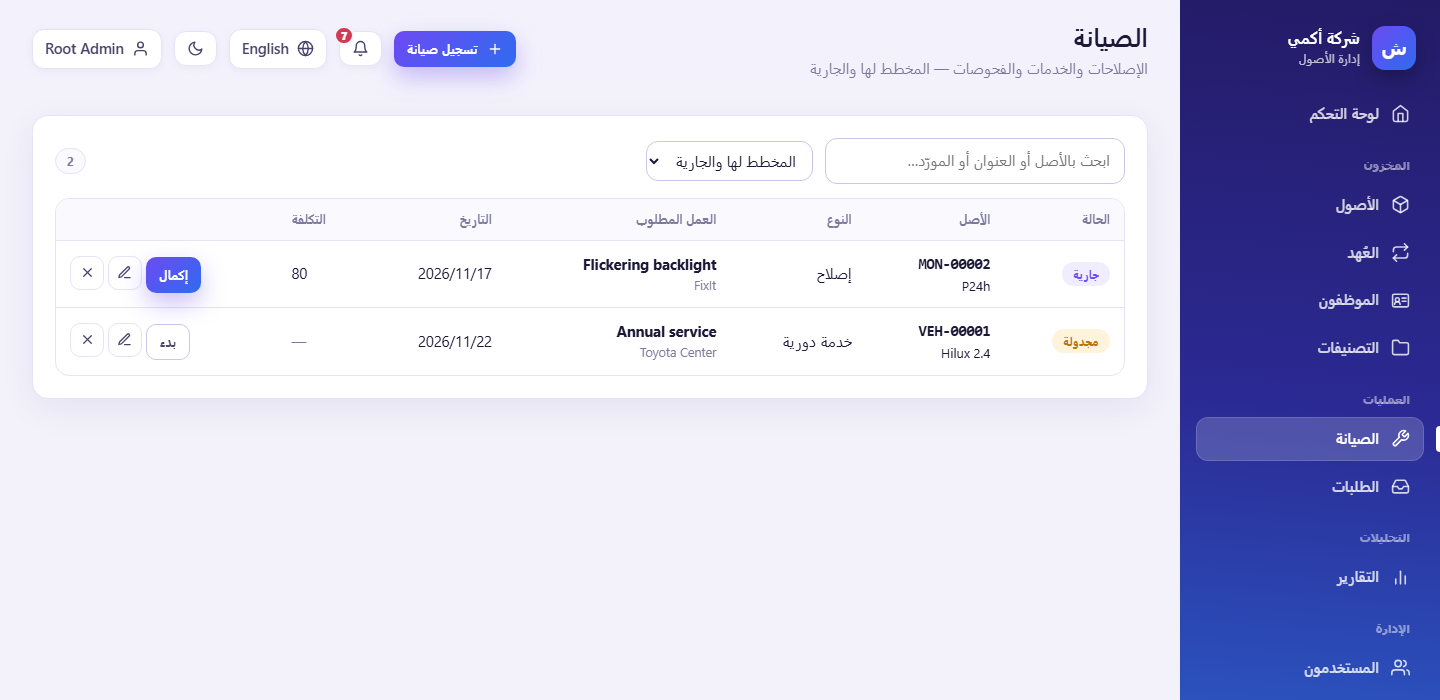 ش
شركة أكمي
إدارة الأصول
لوحة التحكم
المخزون
الأصول
العُهد
الموظفون
التصنيفات
العمليات
الصيانة
الطلبات
التحليلات
التقارير
الإدارة
المستخدمون
الصيانة
الإصلاحات والخدمات والفحوصات — المخطط لها والجارية
تسجيل صيانة
7
English
Root Admin
ابحث بالأصل أو العنوان أو المورّد...
المخطط لها والجارية
2
الحالة الأصل النوع العمل المطلوب التاريخ التكلفة
جارية MON-00002 إصلاح Flickering backlight 2026/11/17 80 إكمال
P24h FixIt
مجدولة VEH-00001 خدمة دورية Annual service 2026/11/22 — بدء
Hilux 2.4 Toyota Center